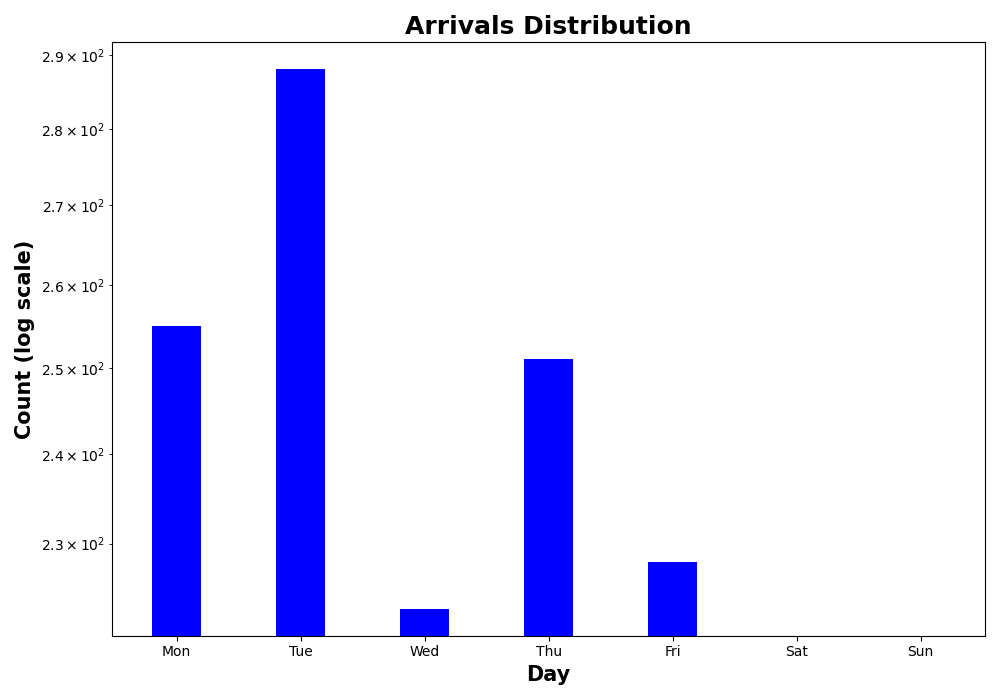 Arrivals Distribution
Count (log scale)
2.9 × 10²
2.8 × 10²
2.7 × 10²
2.6 × 10²
2.5 × 10²
2.4 × 10²
2.3 × 10²
Mon Tue Wed Thu Fri Sat Sun
Day